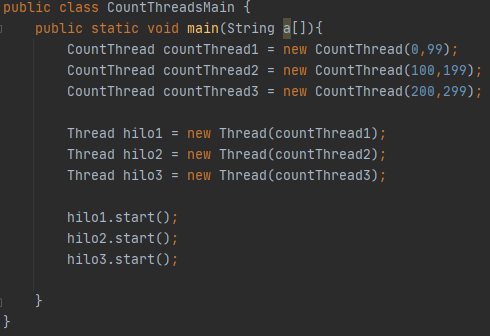 public class CountThreadsMain {
    public static void main(String a[]){
        CountThread countThread1 = new CountThread(0,99);
        CountThread countThread2 = new CountThread(100,199);
        CountThread countThread3 = new CountThread(200,299);

        Thread hilo1 = new Thread(countThread1);
        Thread hilo2 = new Thread(countThread2);
        Thread hilo3 = new Thread(countThread3);

        hilo1.start();
        hilo2.start();
        hilo3.start();

    }
}